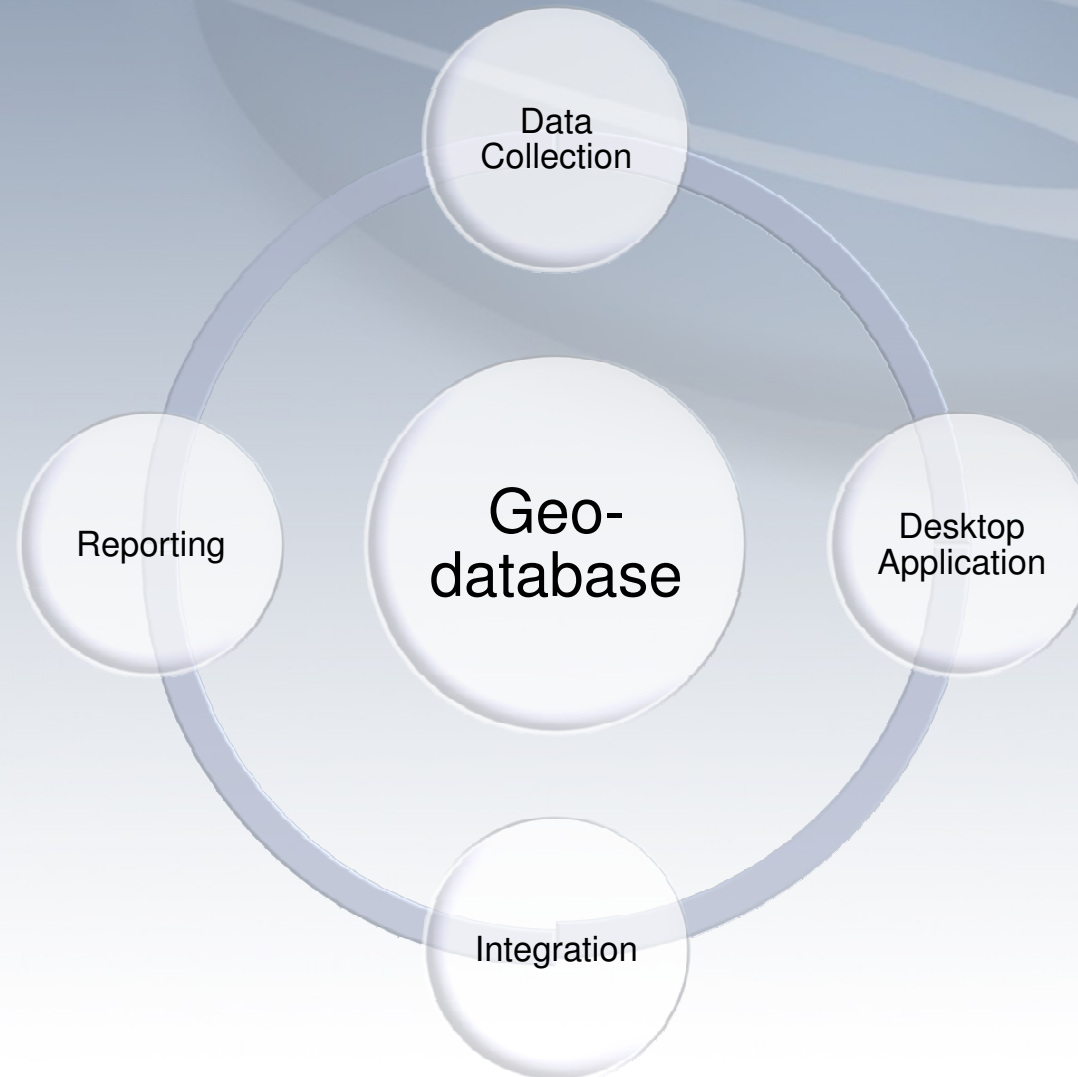 Data
Collection
Geo-
database
Reporting
Desktop
Application
Integration